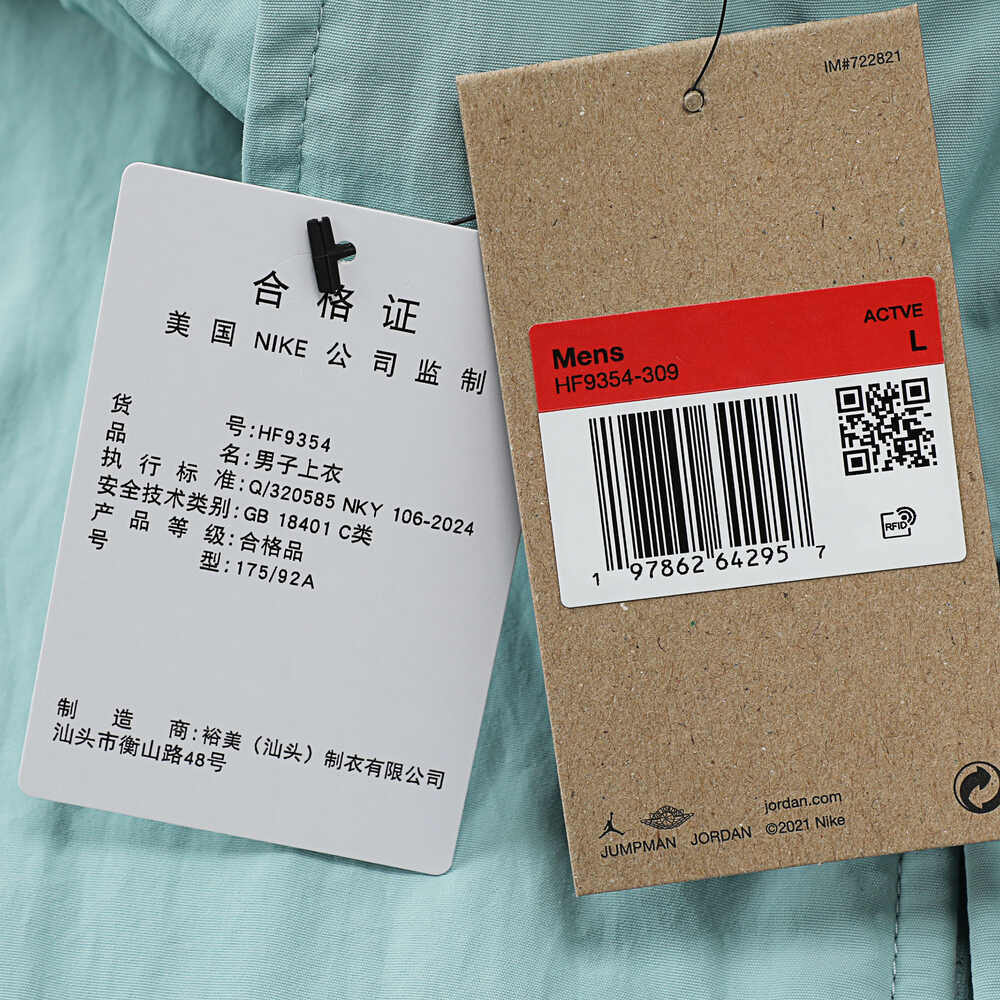 合格证
美国 NIKE 公司监制
货号:HF9354
品名:男子上衣
执行标准:Q/320585 NKY 106-2024
安全技术类别:GB 18401 C类
产品等级:合格品
号型:175/92A
制造商:裕美（汕头）制衣有限公司
汕头市衡山路48号
IM#722821
ACTVE
Mens L
HF9354-309
RFID
1 97862 64295 7
jordan.com
JUMPMAN JORDAN ©2021 Nike